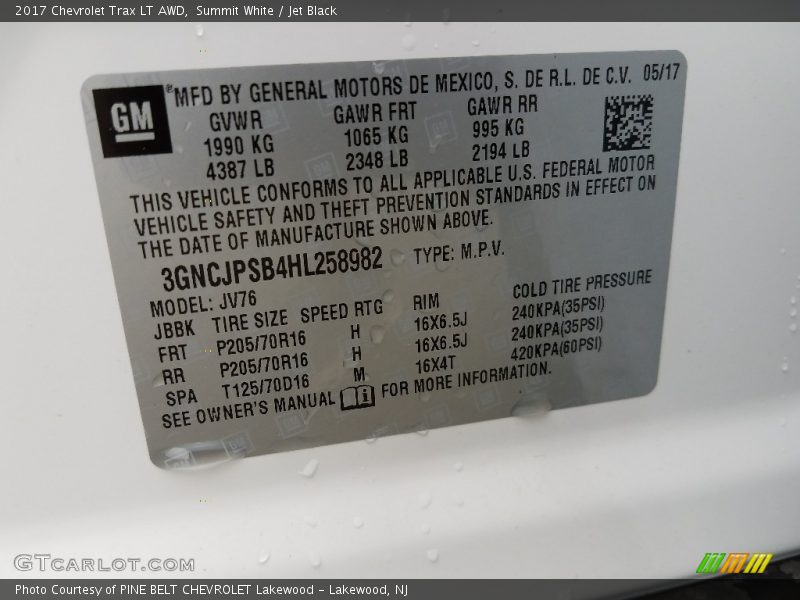 2017 Chevrolet Trax LT AWD, Summit White / Jet Black
GM ® MFD BY GENERAL MOTORS DE MEXICO, S. DE R.L. DE C.V. 05/17
GVWR GAWR FRT GAWR RR
1990 KG 1065 KG 995 KG
4387 LB 2348 LB 2194 LB
THIS VEHICLE CONFORMS TO ALL APPLICABLE U.S. FEDERAL MOTOR
VEHICLE SAFETY AND THEFT PREVENTION STANDARDS IN EFFECT ON
THE DATE OF MANUFACTURE SHOWN ABOVE.
3GNCJPSB4HL258982 TYPE: M.P.V.
MODEL: JV76
JBBK TIRE SIZE SPEED RTG RIM COLD TIRE PRESSURE
FRT P205/70R16 H 16X6.5J 240KPA(35PSI)
RR P205/70R16 H 16X6.5J 240KPA(35PSI)
SPA T125/70D16 M 16X4T 420KPA(60PSI)
SEE OWNER'S MANUAL FOR MORE INFORMATION.
GTCARLOT.COM
Photo Courtesy of PINE BELT CHEVROLET Lakewood - Lakewood, NJ